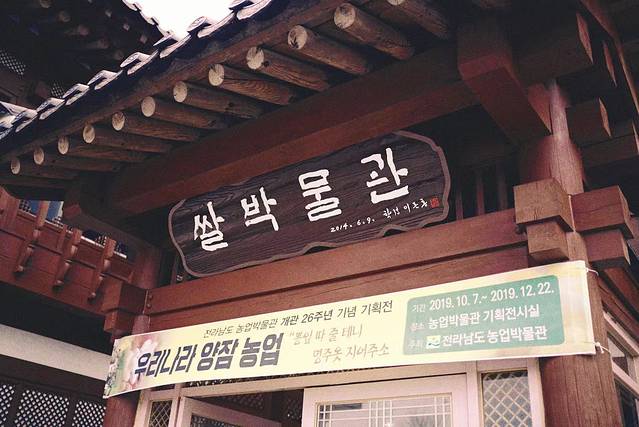 쌀박물관
2014. 6. 9.
전라남도 농업박물관 개관 26주년 기념 기획전
우리나라 양잠 농업
"뽕잎 따 줄 테니
명주옷 지어주소
기간 2019. 10. 7.~ 2019. 12. 22.
장소 농업박물관 기획전시실
주최 전라남도농업박물관